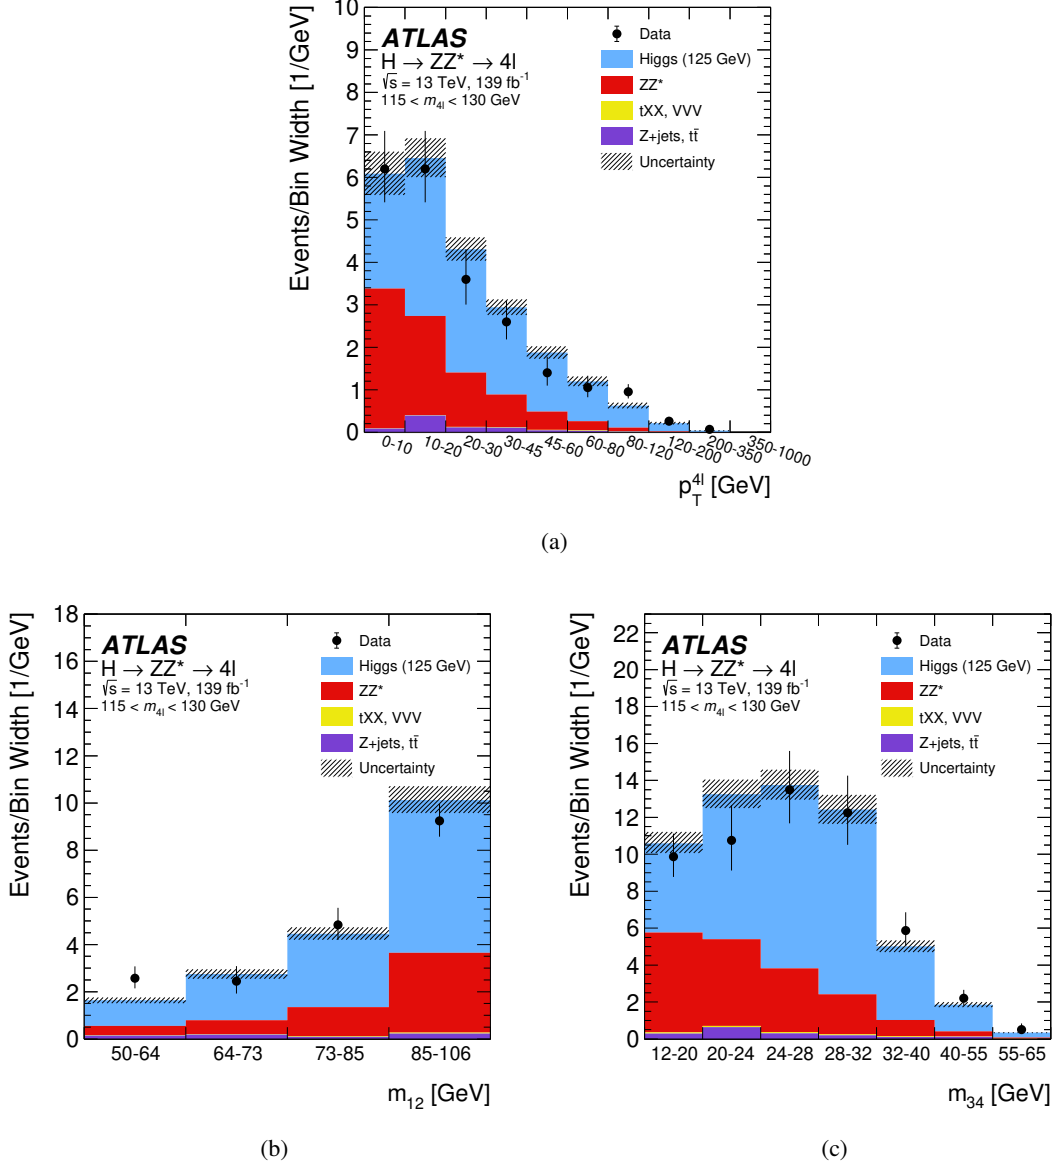 Events/Bin Width [1/GeV]
10
9
8
7
6
5
4
3
2
1
0
ATLAS
H → ZZ* → 4l
√s = 13 TeV, 139 fb⁻¹
115 < m₄ₗ < 130 GeV
Data
Higgs (125 GeV)
ZZ*
tXX, VVV
Z+jets, tt̄
Uncertainty
0-10 10-20 20-30 30-45 45-60 60-80 80-120 120-200 200-350 350-1000
p_T^4l [GeV]
(a)
Events/Bin Width [1/GeV]
18
16
14
12
10
8
6
4
2
0
ATLAS
H → ZZ* → 4l
√s = 13 TeV, 139 fb⁻¹
115 < m₄ₗ < 130 GeV
Data
Higgs (125 GeV)
ZZ*
tXX, VVV
Z+jets, tt̄
Uncertainty
50-64 64-73 73-85 85-106
m₁₂ [GeV]
(b)
Events/Bin Width [1/GeV]
22
20
18
16
14
12
10
8
6
4
2
0
ATLAS
H → ZZ* → 4l
√s = 13 TeV, 139 fb⁻¹
115 < m₄ₗ < 130 GeV
Data
Higgs (125 GeV)
ZZ*
tXX, VVV
Z+jets, tt̄
Uncertainty
12-20 20-24 24-28 28-32 32-40 40-55 55-65
m₃₄ [GeV]
(c)